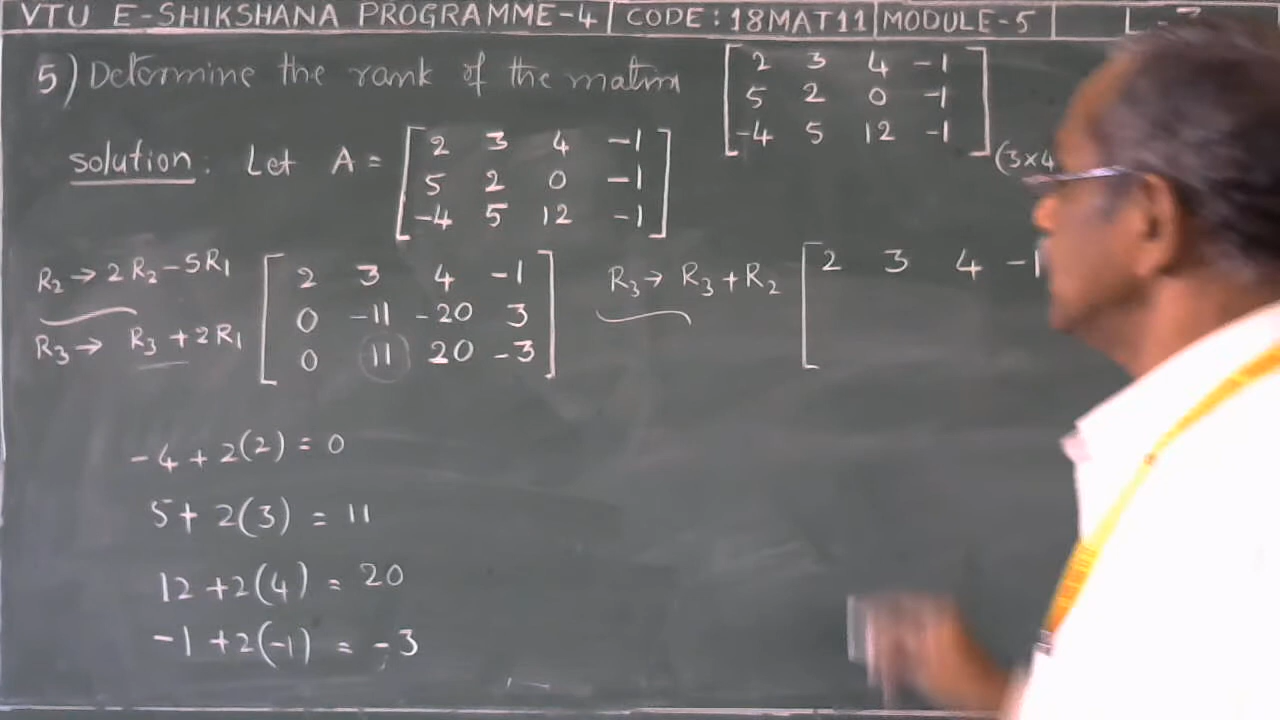 VTU E-SHIKSHANA PROGRAMME-4 CODE: 18MAT11 MODULE-5
5) Determine the rank of the matrix [2 3 4 -1
5 2 0 -1
-4 5 12 -1] (3×4
Solution: Let A = [2 3 4 -1
5 2 0 -1
-4 5 12 -1]
R2 → 2R2 - 5R1
R3 → R3 + 2R1
[2 3 4 -1
0 -11 -20 3
0 11 20 -3]
R3 → R3 + R2 [2 3 4 -1
-4 + 2(2) = 0
5 + 2(3) = 11
12 + 2(4) = 20
-1 + 2(-1) = -3